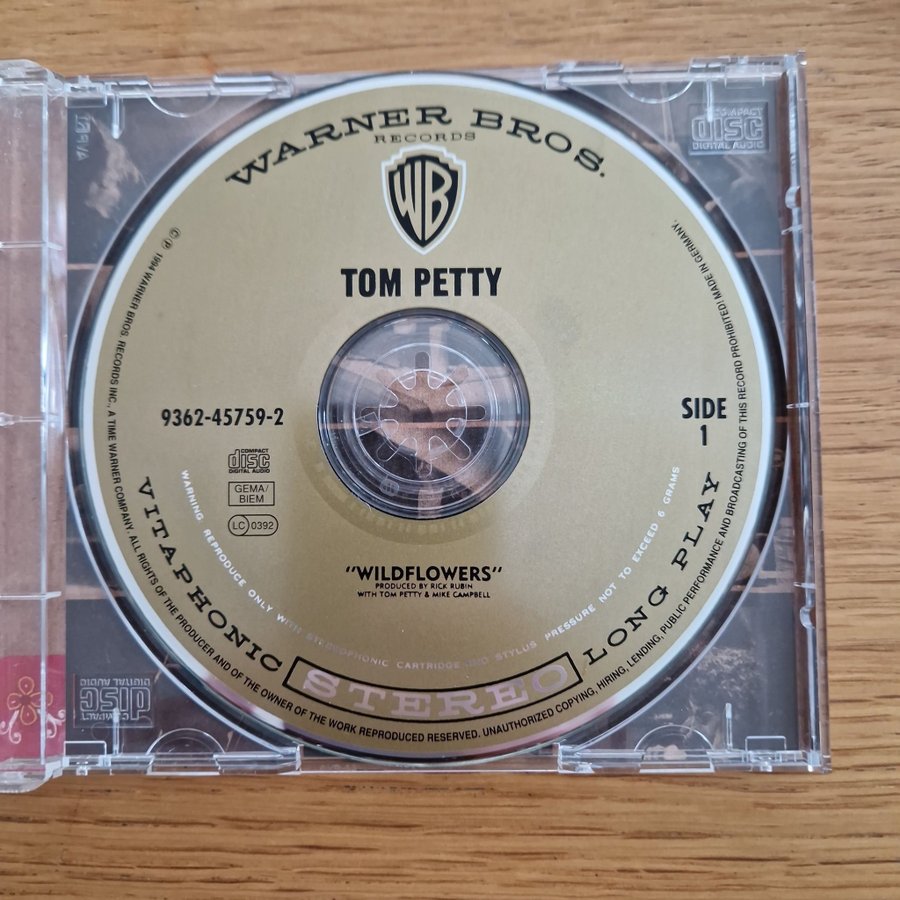 WARNER BROS.
RECORDS
WB
TOM PETTY
9362-45759-2
SIDE
1
COMPACT
disc
DIGITAL AUDIO
GEMA/
BIEM
LC 0392
"WILDFLOWERS"
PRODUCED BY RICK RUBIN
WITH TOM PETTY & MIKE CAMPBELL
WARNING REPRODUCE ONLY WITH STEREOPHONIC CARTRIDGE AND STYLUS PRESSURE NOT TO EXCEED 6 GRAMS
VITAPHONIC STEREO LONG PLAY
℗ 1994 WARNER BROS. RECORDS INC., A TIME WARNER COMPANY. ALL RIGHTS OF THE PRODUCER AND OF THE OWNER OF THE WORK REPRODUCED RESERVED. UNAUTHORIZED COPYING, HIRING, LENDING, PUBLIC PERFORMANCE AND BROADCASTING OF THIS RECORD PROHIBITED! MADE IN GERMANY.
COMPACT
disc
DIGITAL AUDIO
COMPACT
disc
DIGITAL AUDIO